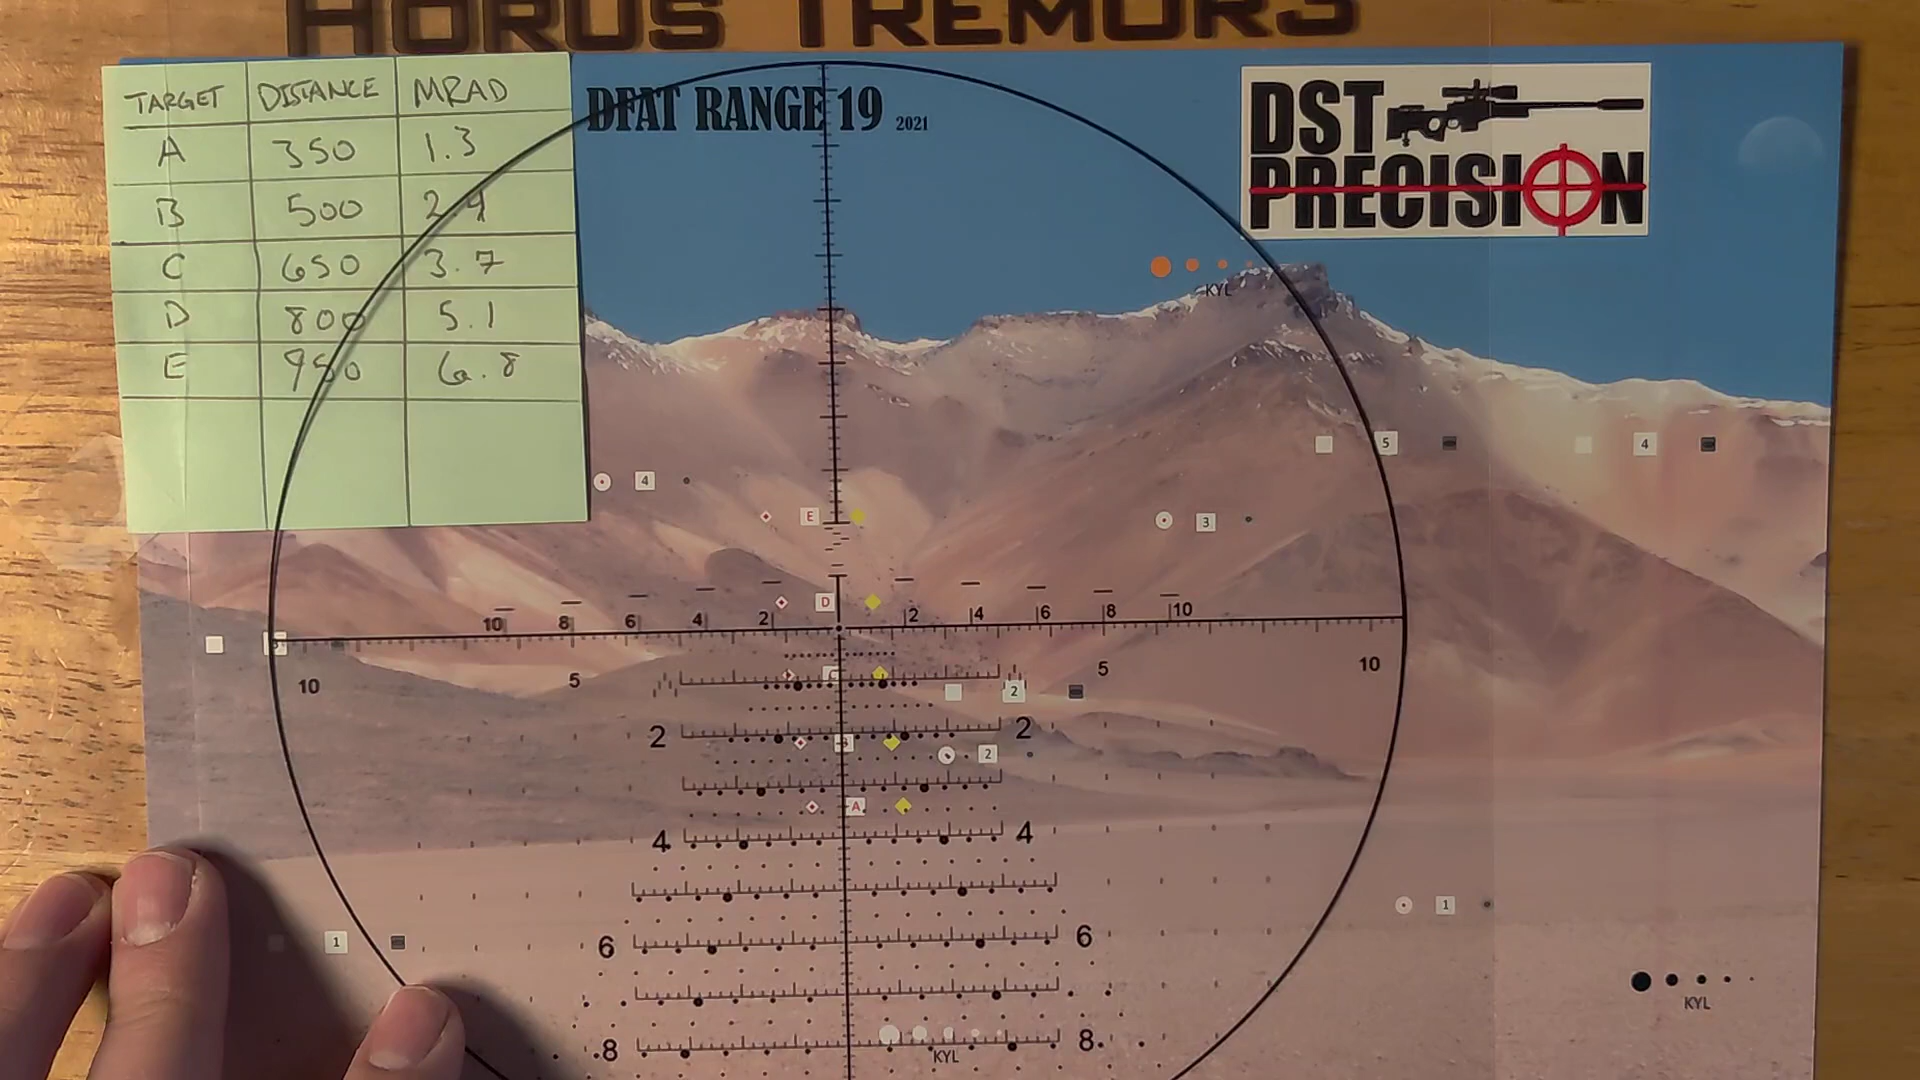 HORUS TREMOR3
TARGET DISTANCE MRAD
A 350 1.3
B 500 2.4
C 650 3.7
D 800 5.1
E 950 6.8
DFAT RANGE 19 2021
DST
PRECISION
KYL
5 4
4
E
3
D
10 8 6 4 2 2 4 6 8 10
10 5 5 10
C
2
2 2
B 2
A
4 4
1
6 6
1
KYL
8 8
KYL